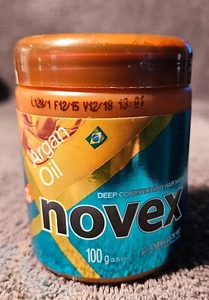 L128/1 F12/15 V12/18 13:01
Argan
Oil
DEEP CONDITIONING HAIR MASK
novex
100 g